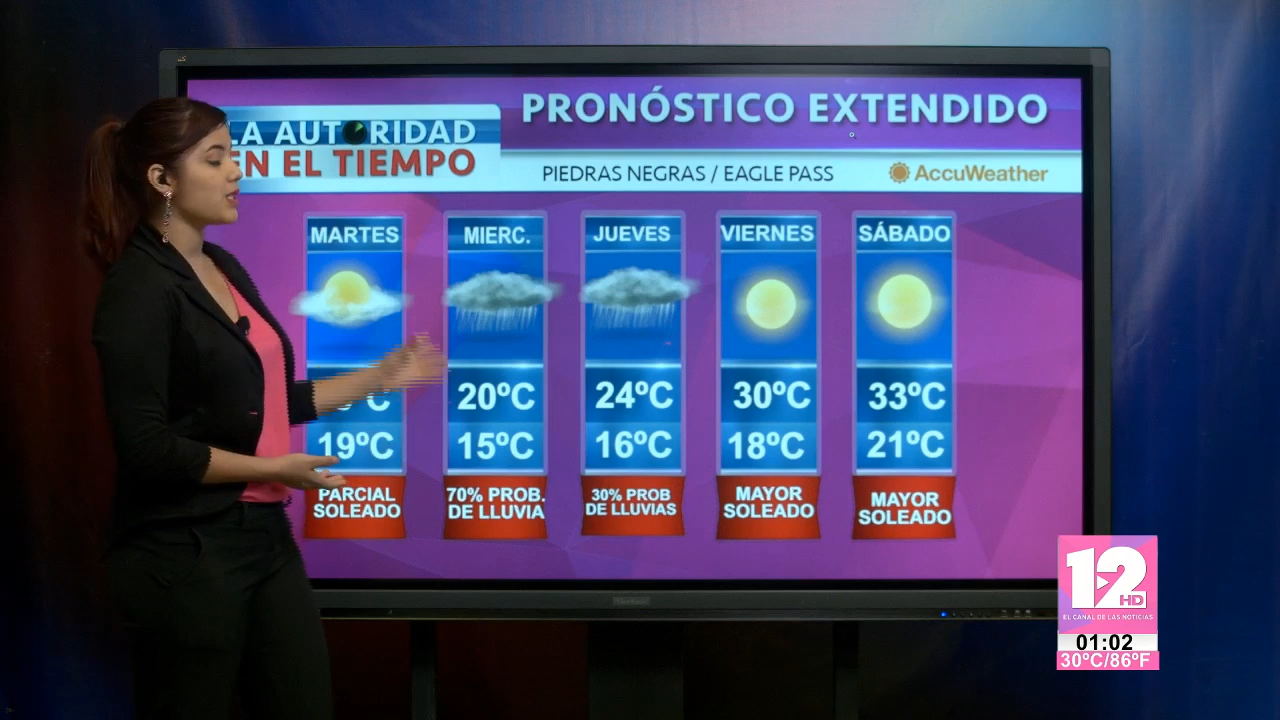 LA AUTORIDAD
EN EL TIEMPO
PRONÓSTICO EXTENDIDO
PIEDRAS NEGRAS / EAGLE PASS
AccuWeather
MARTES
19ºC
PARCIAL
SOLEADO
MIERC.
20ºC
15ºC
70% PROB.
DE LLUVIA
JUEVES
24ºC
16ºC
30% PROB
DE LLUVIAS
VIERNES
30ºC
18ºC
MAYOR
SOLEADO
SÁBADO
33ºC
21ºC
MAYOR
SOLEADO
12
HD
EL CANAL DE LAS NOTICIAS
01:02
30ºC/86ºF